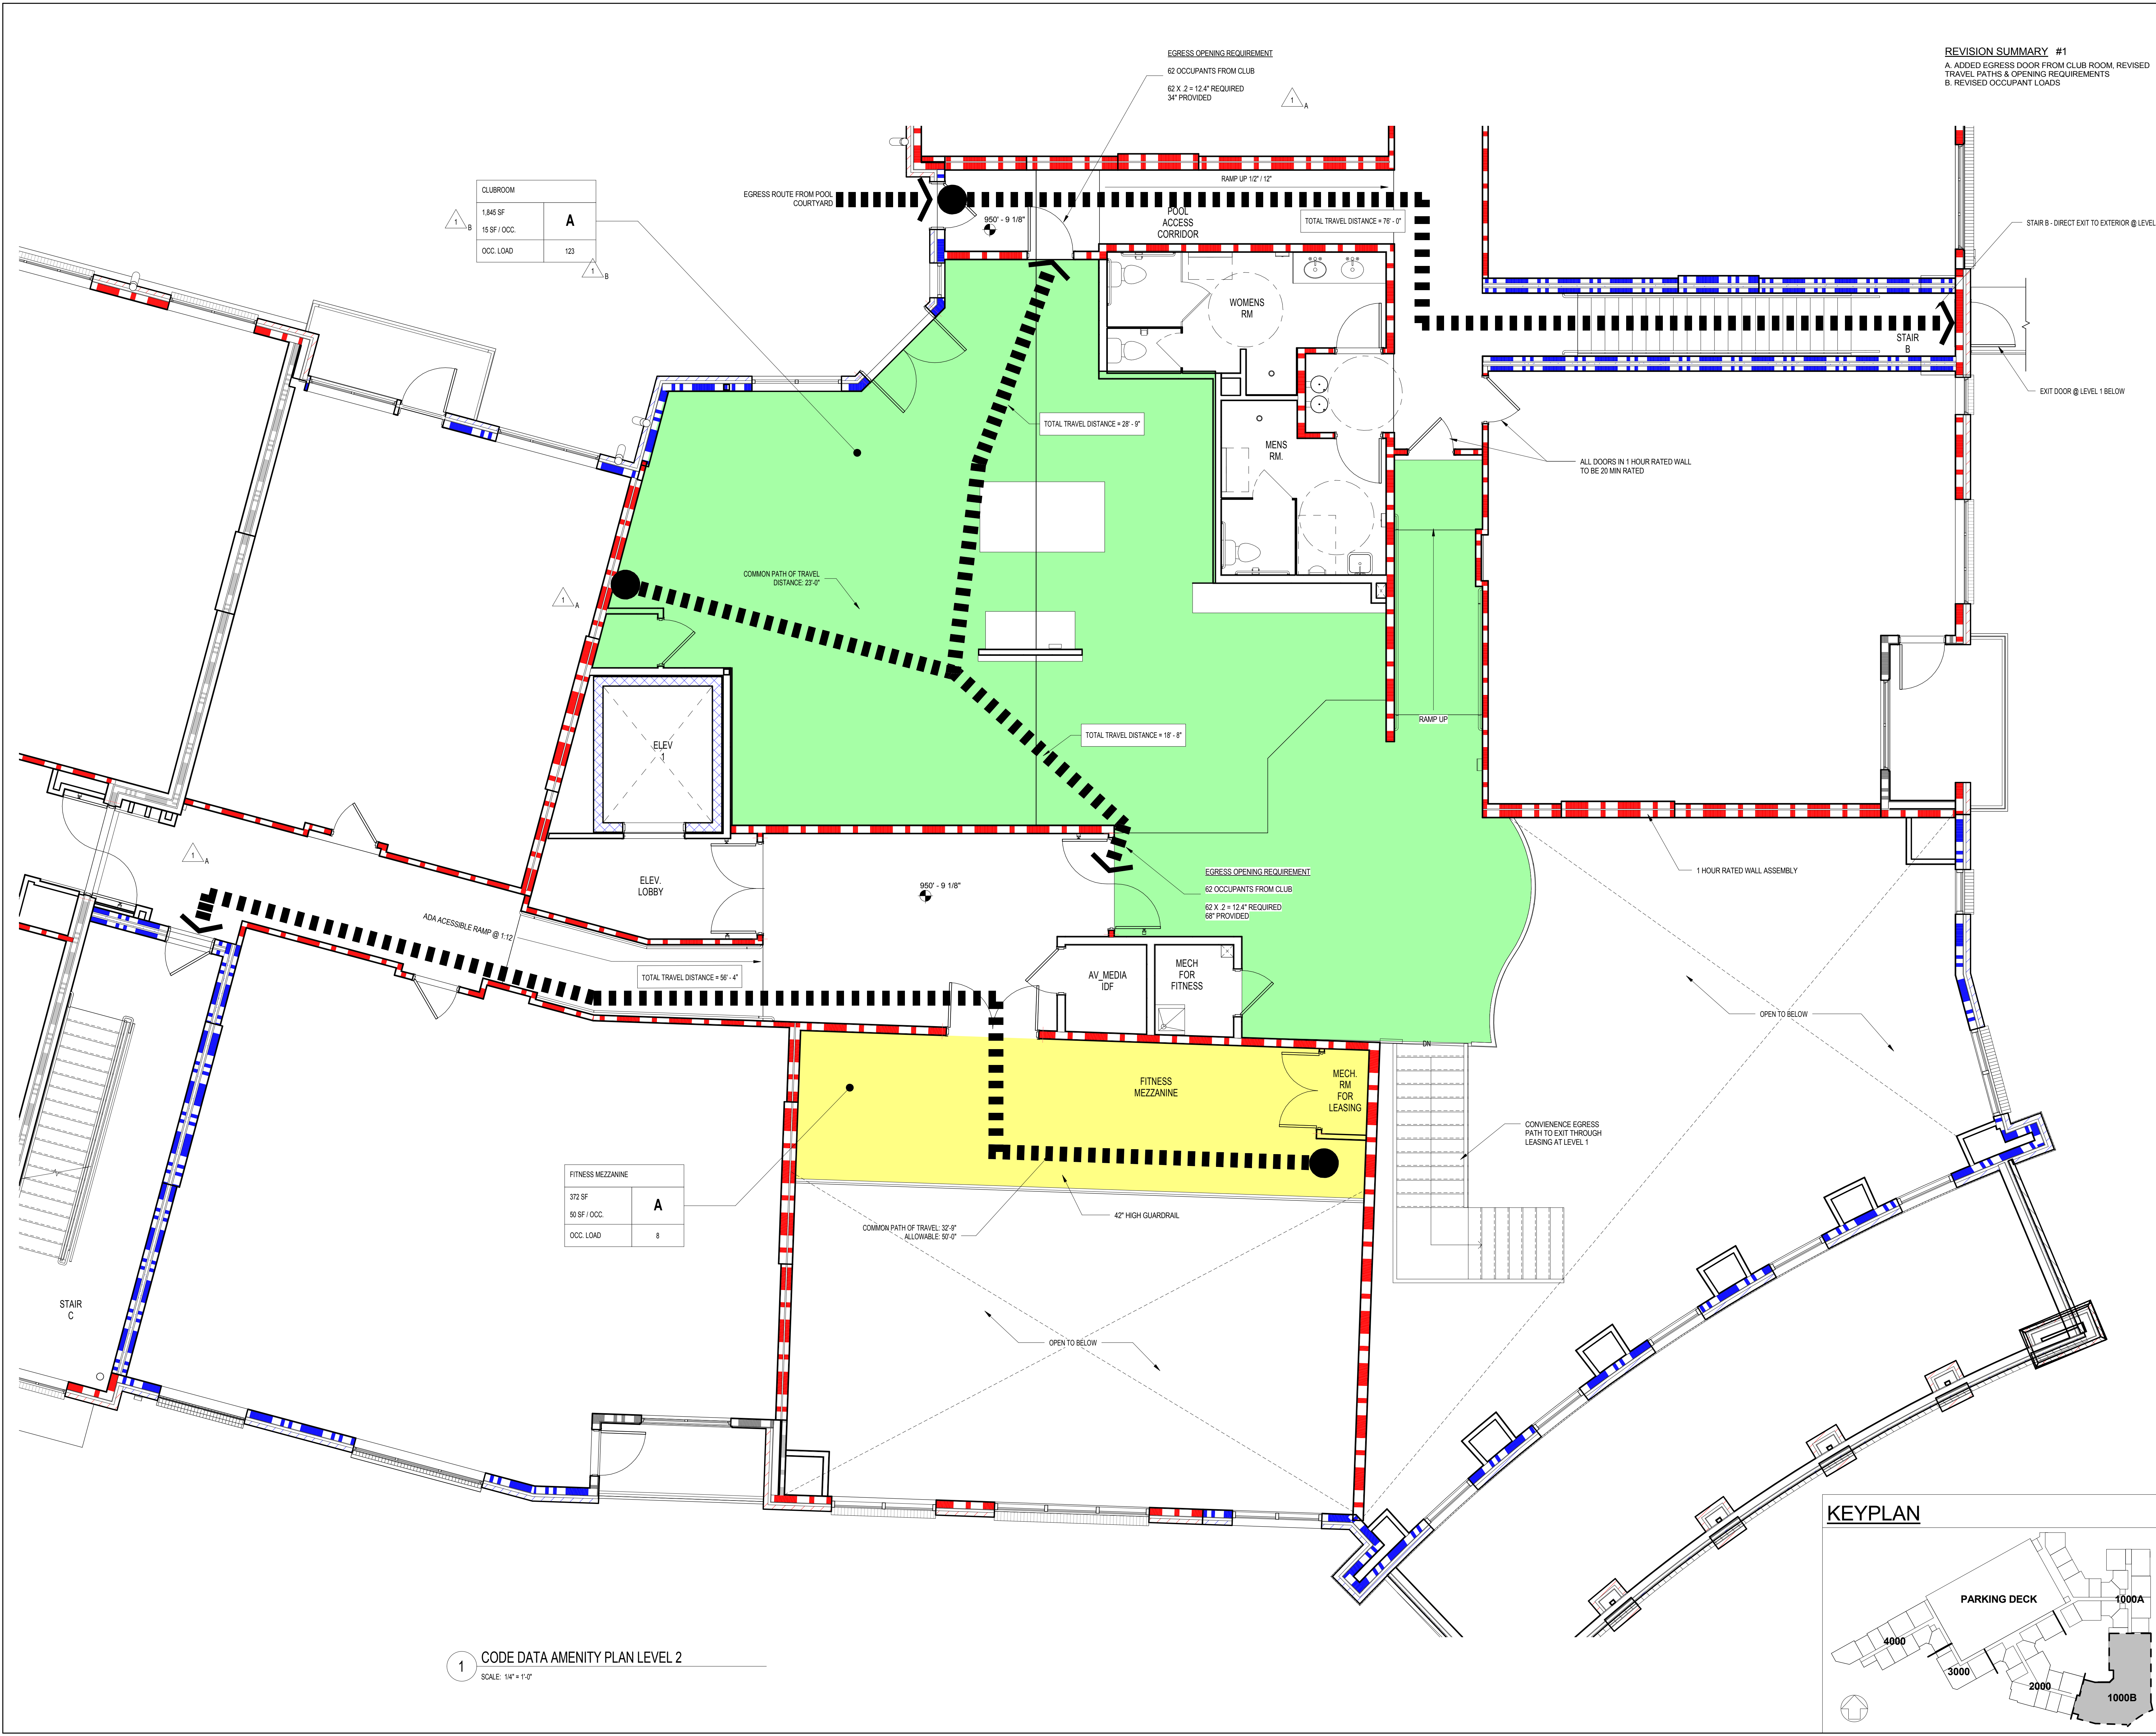 REVISION SUMMARY #1
A. ADDED EGRESS DOOR FROM CLUB ROOM, REVISED
TRAVEL PATHS & OPENING REQUIREMENTS
B. REVISED OCCUPANT LOADS
EGRESS OPENING REQUIREMENT
62 OCCUPANTS FROM CLUB
62 X .2 = 12.4" REQUIRED
34" PROVIDED
1
A
CLUBROOM
1,845 SF
15 SF / OCC.
A
OCC. LOAD
123
1
B
1
B
EGRESS ROUTE FROM POOL
COURTYARD
950' - 9 1/8"
RAMP UP 1/2" / 12"
POOL
ACCESS
CORRIDOR
TOTAL TRAVEL DISTANCE = 76' - 0"
STAIR B - DIRECT EXIT TO EXTERIOR @ LEVEL
STAIR
B
EXIT DOOR @ LEVEL 1 BELOW
WOMENS
RM
TOTAL TRAVEL DISTANCE = 28' - 9"
MENS
RM.
ALL DOORS IN 1 HOUR RATED WALL
TO BE 20 MIN RATED
COMMON PATH OF TRAVEL
DISTANCE: 23'-0"
1
A
ELEV
1
TOTAL TRAVEL DISTANCE = 18' - 8"
RAMP UP
1
A
ELEV.
LOBBY
950' - 9 1/8"
EGRESS OPENING REQUIREMENT
62 OCCUPANTS FROM CLUB
62 X .2 = 12.4" REQUIRED
68" PROVIDED
1 HOUR RATED WALL ASSEMBLY
ADA ACESSIBLE RAMP @ 1:12
TOTAL TRAVEL DISTANCE = 56' - 4"
AV_MEDIA
IDF
MECH
FOR
FITNESS
OPEN TO BELOW
DN
FITNESS
MEZZANINE
MECH.
RM
FOR
LEASING
CONVIENENCE EGRESS
PATH TO EXIT THROUGH
LEASING AT LEVEL 1
FITNESS MEZZANINE
372 SF
50 SF / OCC.
A
OCC. LOAD
8
COMMON PATH OF TRAVEL: 32'-9"
ALLOWABLE: 50'-0"
42" HIGH GUARDRAIL
STAIR
C
OPEN TO BELOW
1
CODE DATA AMENITY PLAN LEVEL 2
SCALE: 1/4" = 1'-0"
KEYPLAN
PARKING DECK
1000A
4000
3000
2000
1000B